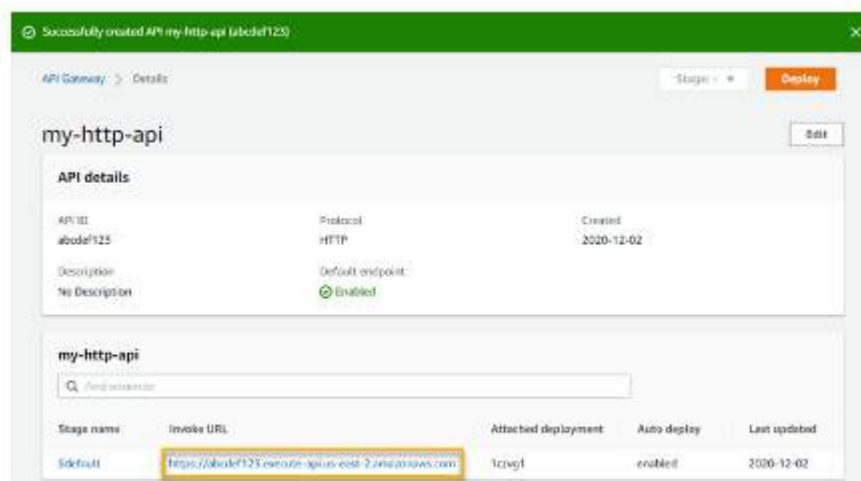 Successfully created API my-http-api (abcdef123)
API Gateway > Details
Stage: -
Deploy
my-http-api
Edit
API details
API ID
Protocol
Created
abcdef123
HTTP
2020-12-02
Description
Default endpoint
No Description
Enabled
my-http-api
Find resources
Stage name Invoke URL Attached deployment Auto deploy Last updated
$default https://abcdef123.execute-api.us-east-2.amazonaws.com enabled 2020-12-02